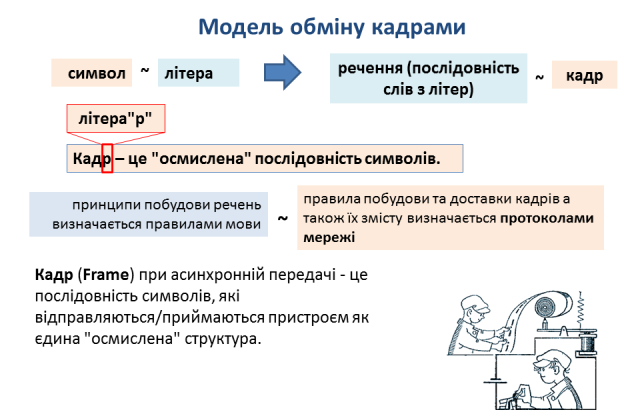 Модель обміну кадрами
символ ~ літера
речення (послідовність
слів з літер)
~ кадр
літера"р"
Кадр – це "осмислена" послідовність символів.
принципи побудови речень
визначається правилами мови
~
правила побудови та доставки кадрів а
також їх змісту визначається протоколами
мережі
Кадр (Frame) при асинхронній передачі - це
послідовність символів, які
відправляються/приймаються пристроєм як
єдина "осмислена" структура.